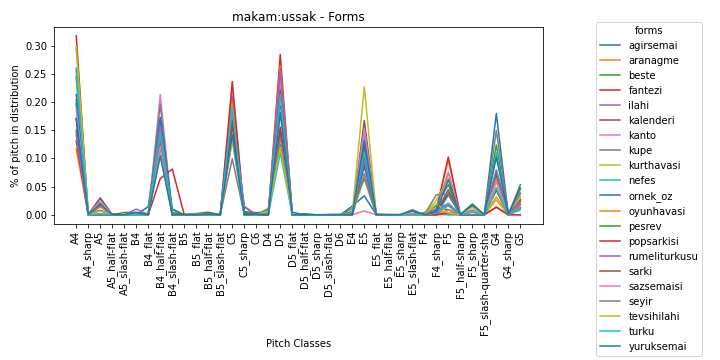 makam:ussak - Forms
% of pitch in distribution
0.30
0.25
0.20
0.15
0.10
0.05
0.00
A4
A4_sharp
A5
A5_half-flat
A5_slash-flat
B4
B4_flat
B4_half-flat
B4_slash-flat
B5
B5_flat
B5_half-flat
B5_slash-flat
C5
C5_sharp
C6
D4
D5
D5_flat
D5_half-flat
D5_sharp
D5_slash-flat
D6
E4
E5
E5_flat
E5_half-flat
E5_sharp
E5_slash-flat
F4
F4_sharp
F5
F5_half-sharp
F5_sharp
F5_slash-quarter-sha
G4
G4_sharp
G5
Pitch Classes
forms
agirsemai
aranagme
beste
fantezi
ilahi
kalenderi
kanto
kupe
kurthavasi
nefes
ornek_oz
oyunhavasi
pesrev
popsarkisi
rumeliturkusu
sarki
sazsemaisi
seyir
tevsihilahi
turku
yuruksemai